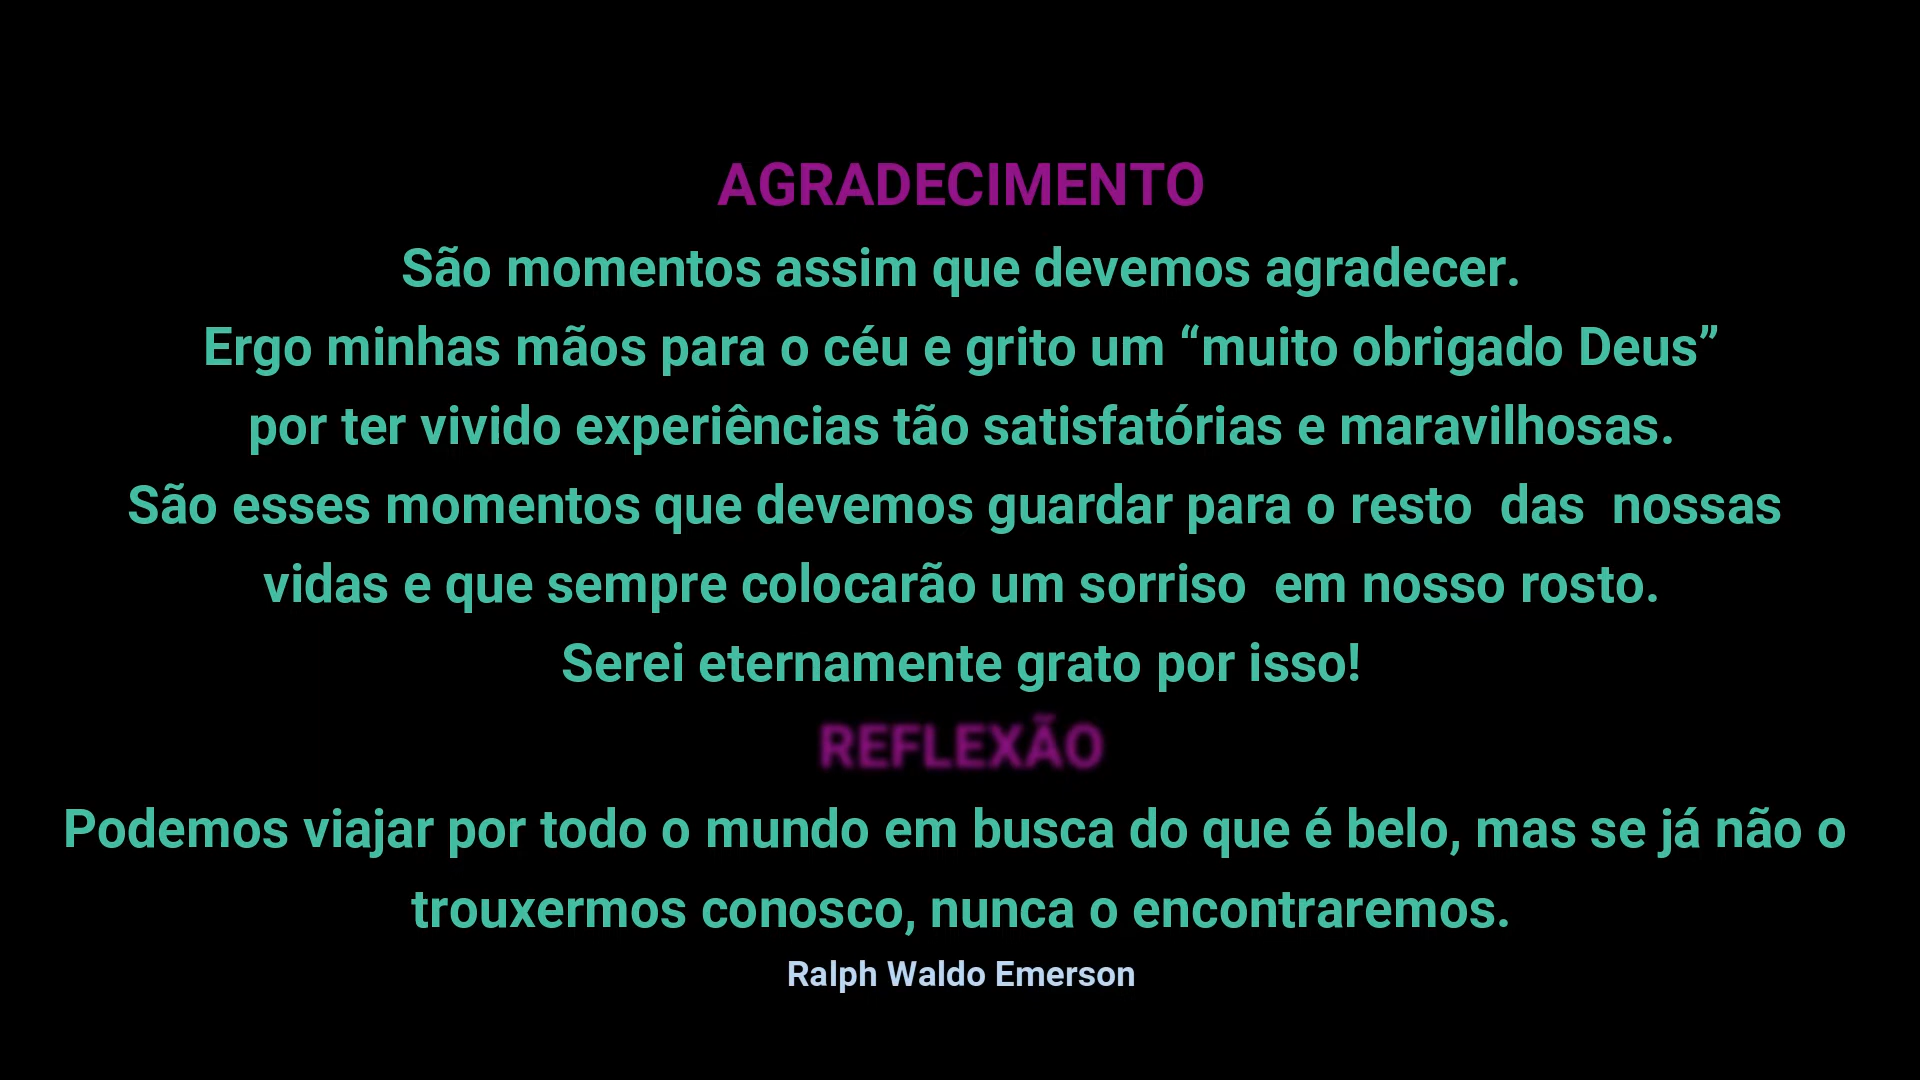 AGRADECIMENTO
São momentos assim que devemos agradecer.
Ergo minhas mãos para o céu e grito um “muito obrigado Deus”
por ter vivido experiências tão satisfatórias e maravilhosas.
São esses momentos que devemos guardar para o resto das nossas
vidas e que sempre colocarão um sorriso em nosso rosto.
Serei eternamente grato por isso!
REFLEXÃO
Podemos viajar por todo o mundo em busca do que é belo, mas se já não o
trouxermos conosco, nunca o encontraremos.
Ralph Waldo Emerson